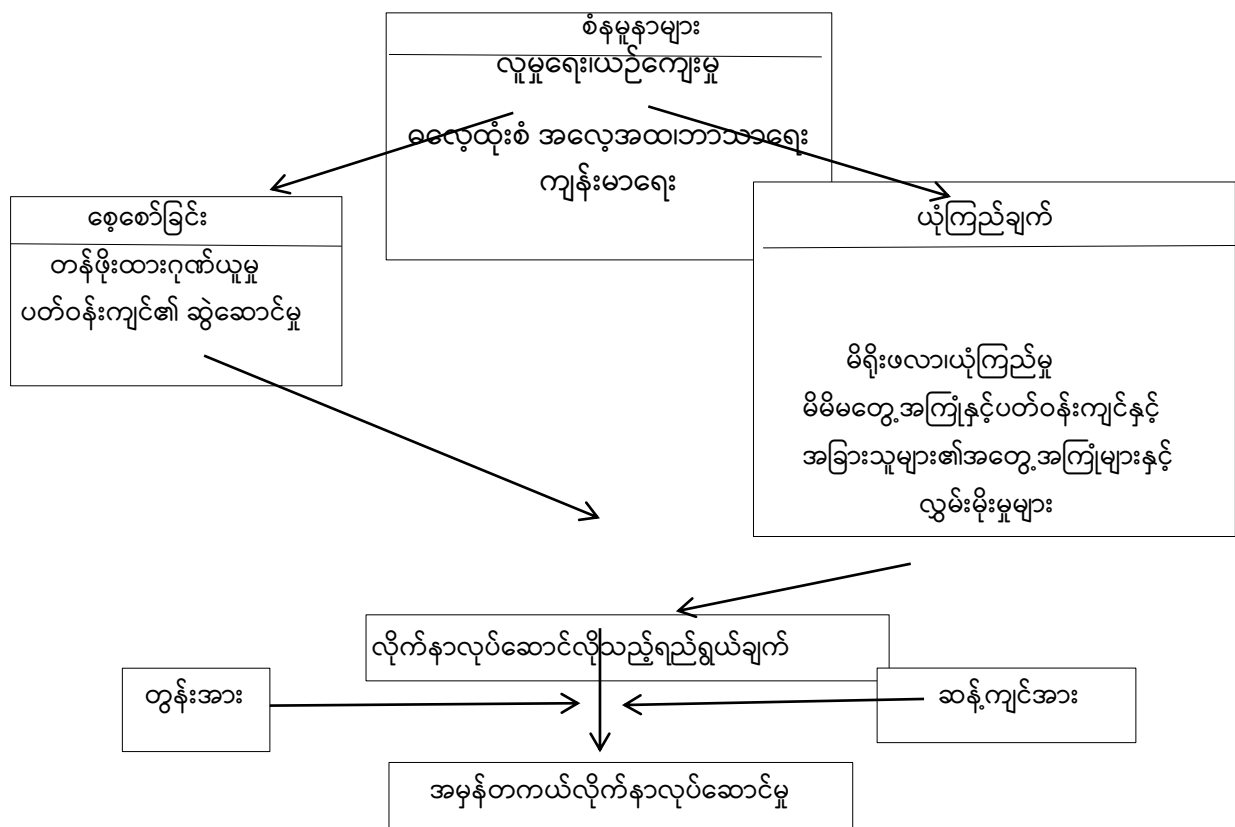 စံနမူနာများ
လူမှုရေး၊ယဉ်ကျေးမှု
ဓလေ့ထုံးစံ အလေ့အထ၊ဘာသာရေး
ကျန်းမာရေး
စေ့စော်ခြင်း
တန်ဖိုးထားဂုဏ်ယူမှု
ပတ်ဝန်းကျင်၏ ဆွဲဆောင်မှု
ယုံကြည်ချက်
မိရိုးဖလာ၊ယုံကြည်မှု
မိမိမတွေ့အကြုံနှင့်ပတ်ဝန်းကျင်နှင့်
အခြားသူများ၏အတွေ့အကြုံများနှင့်
လွှမ်းမိုးမှုများ
လိုက်နာလုပ်ဆောင်လိုသည့်ရည်ရွယ်ချက်
တွန်းအား
ဆန့်ကျင်အား
အမှန်တကယ်လိုက်နာလုပ်ဆောင်မှု